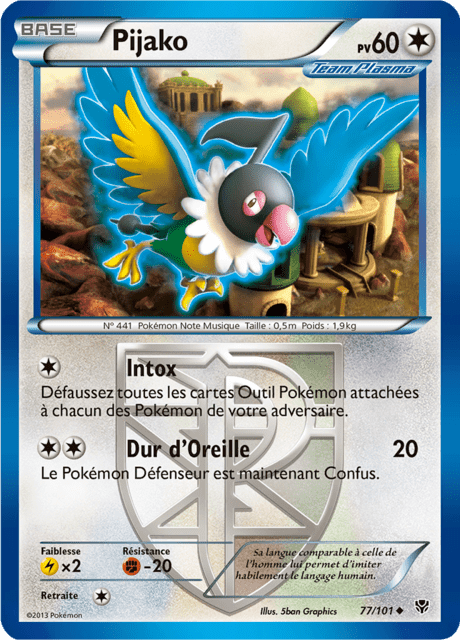 BASE
Pijako
PV60
Team Plasma
N° 441 Pokémon Note Musique Taille : 0,5m Poids : 1,9kg
Intox
Défaussez toutes les cartes Outil Pokémon attachées
à chacun des Pokémon de votre adversaire.
Dur d'Oreille 20
Le Pokémon Défenseur est maintenant Confus.
Faiblesse
×2
Résistance
-20
Retraite
Sa langue comparable à celle de
l'homme lui permet d'imiter
habilement le langage humain.
©2013 Pokémon
Illus. 5ban Graphics
77/101